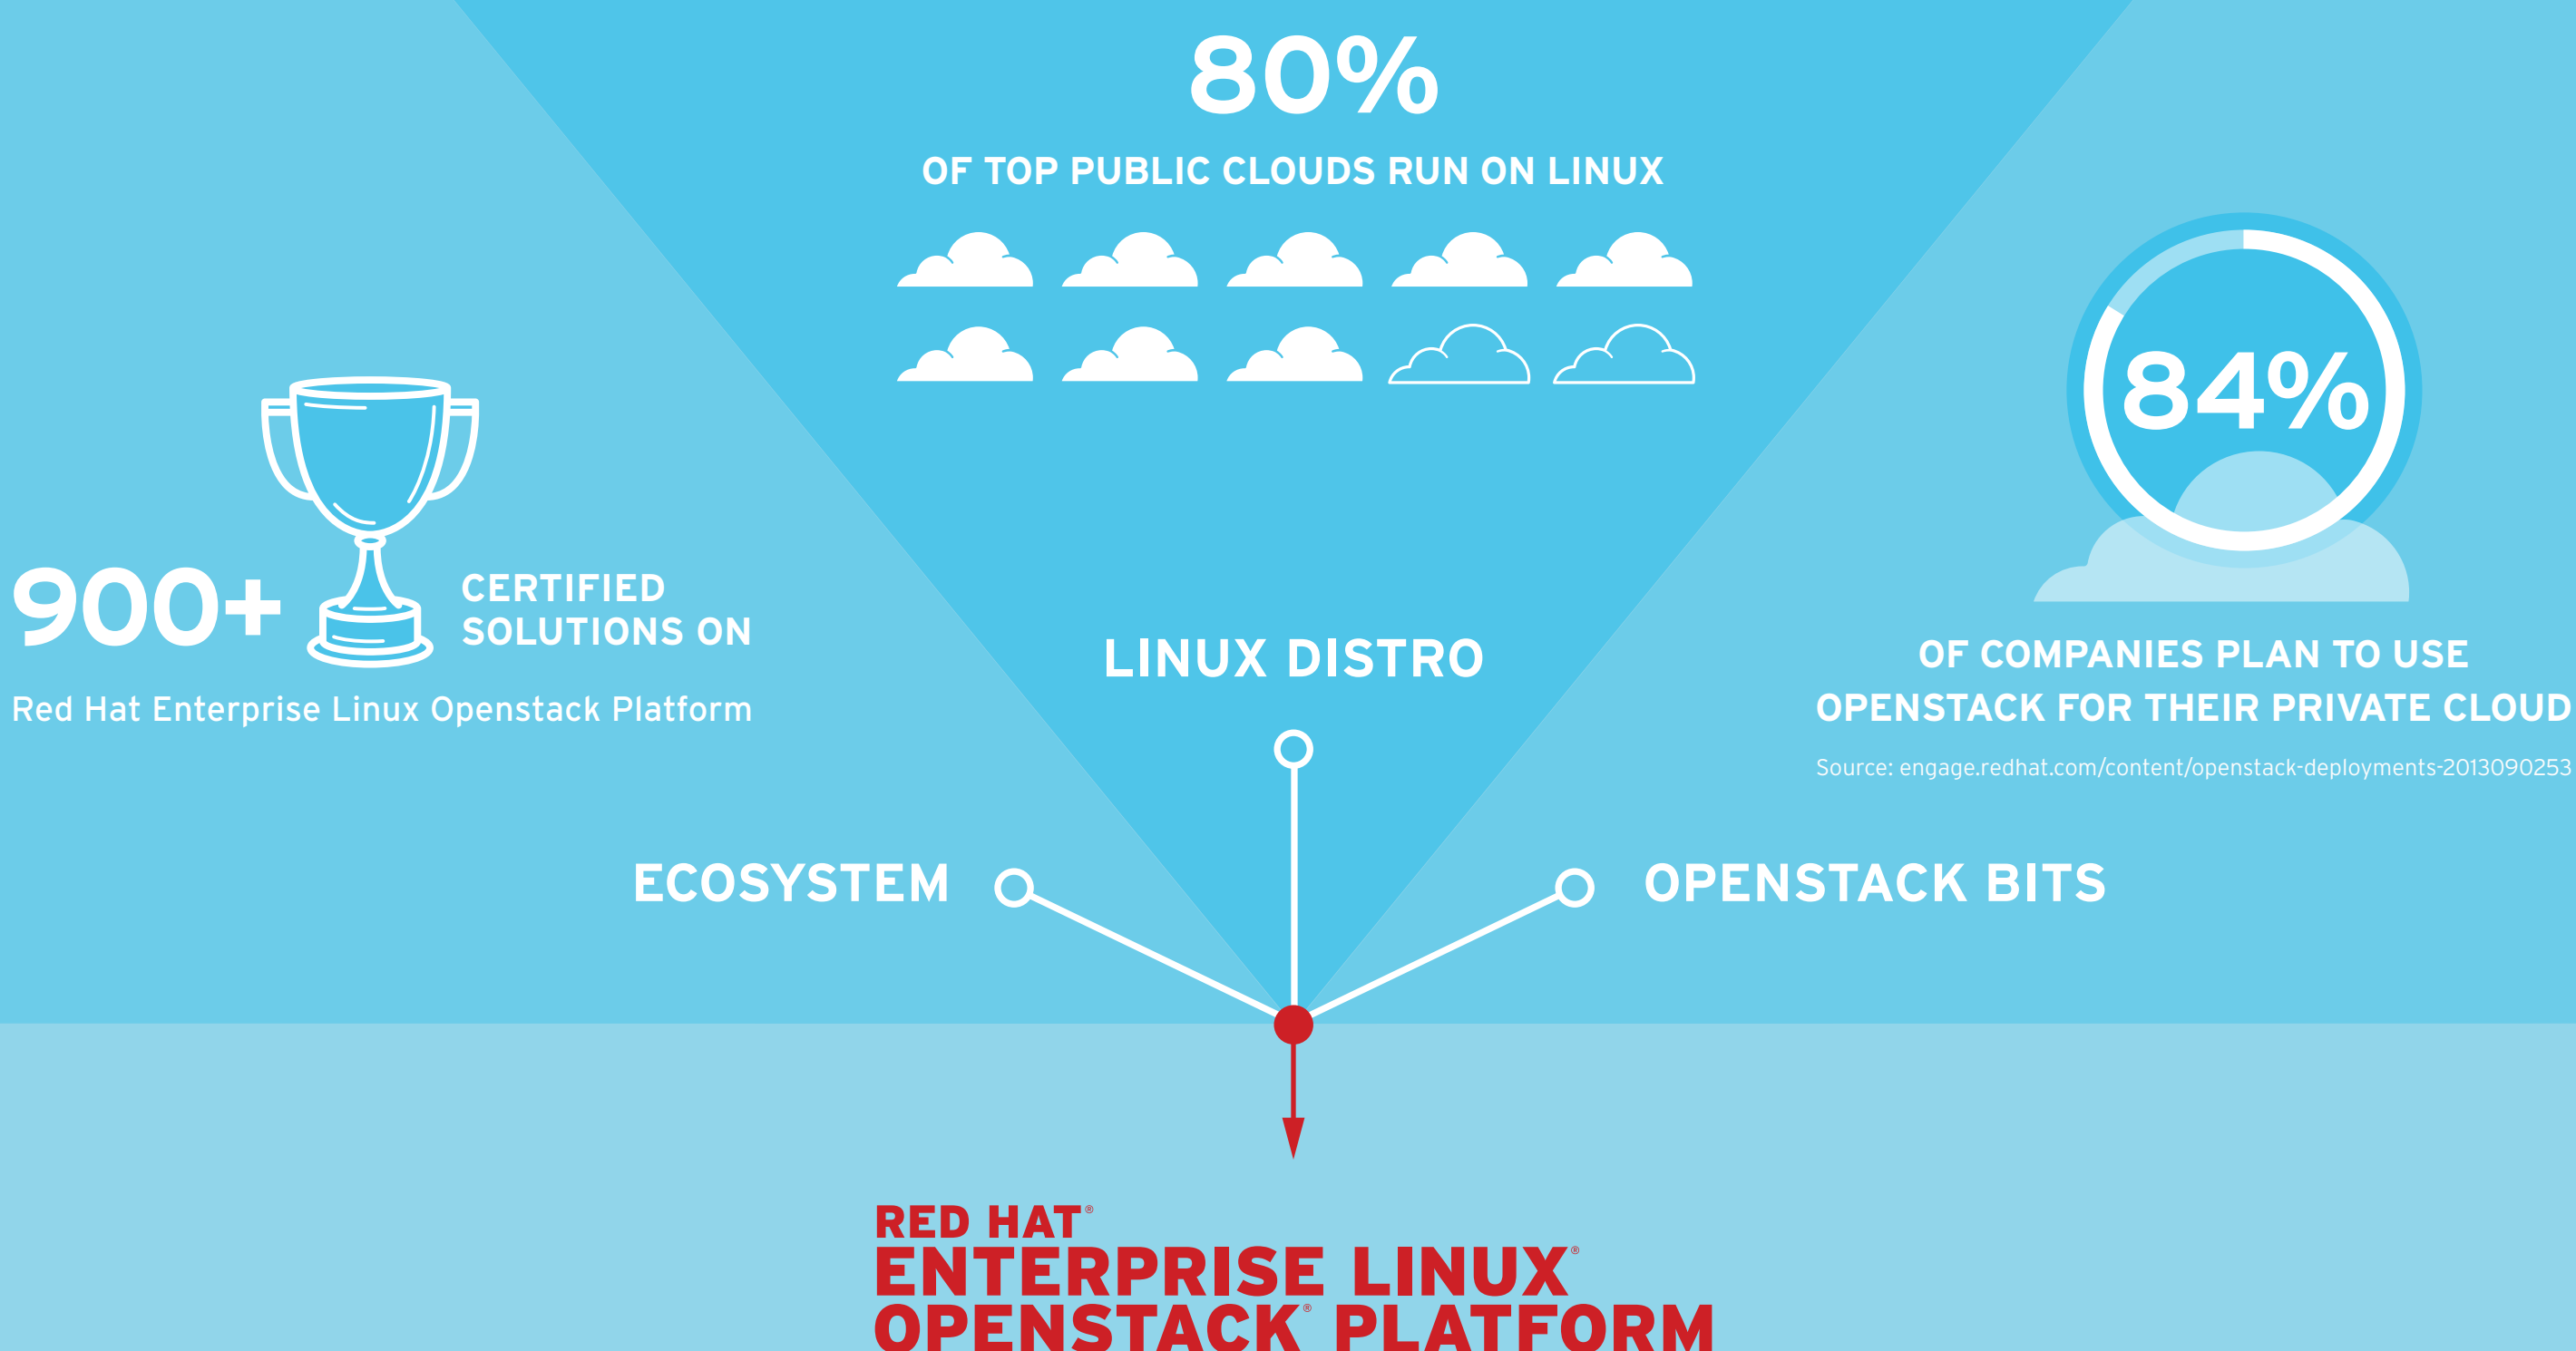 80%
OF TOP PUBLIC CLOUDS RUN ON LINUX
900+
CERTIFIED
SOLUTIONS ON
Red Hat Enterprise Linux Openstack Platform
84%
OF COMPANIES PLAN TO USE
OPENSTACK FOR THEIR PRIVATE CLOUD
Source: engage.redhat.com/content/openstack-deployments-2013090253
LINUX DISTRO
ECOSYSTEM
OPENSTACK BITS
RED HAT®
ENTERPRISE LINUX®
OPENSTACK® PLATFORM